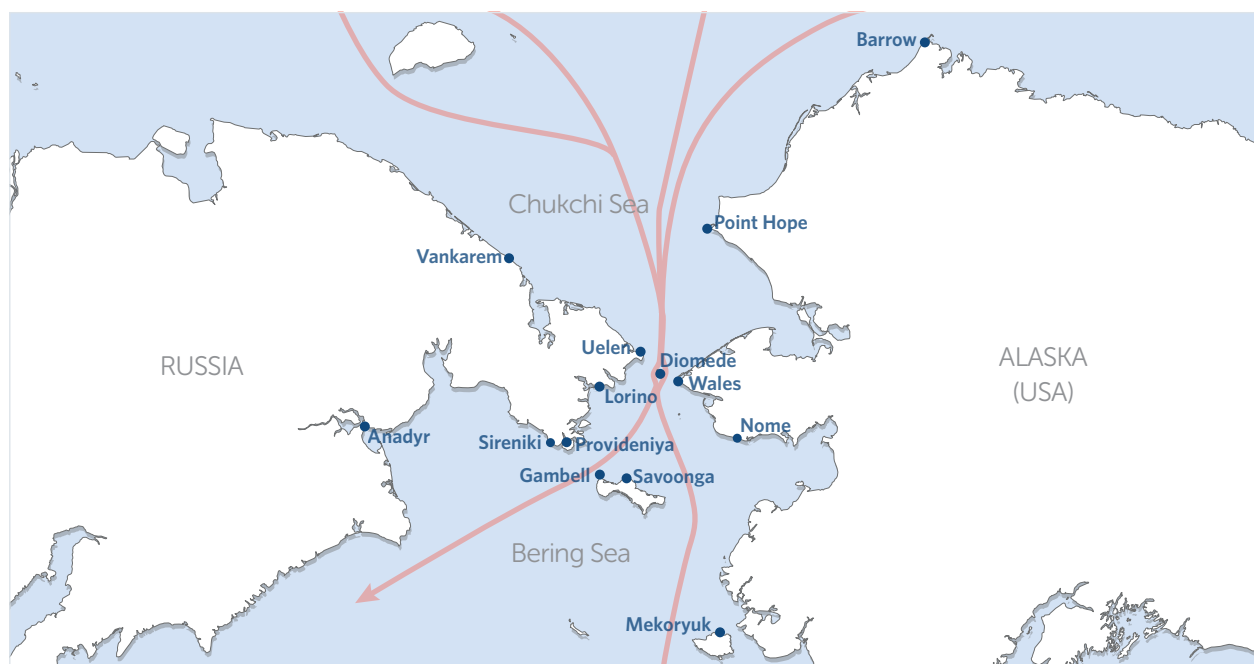 Barrow
Chukchi Sea
Point Hope
Vankarem
Uelen
Diomede
RUSSIA
ALASKA
(USA)
Wales
Lorino
Nome
Anadyr
Sireniki
Provideniya
Gambell
Savoonga
Bering Sea
Mekoryuk